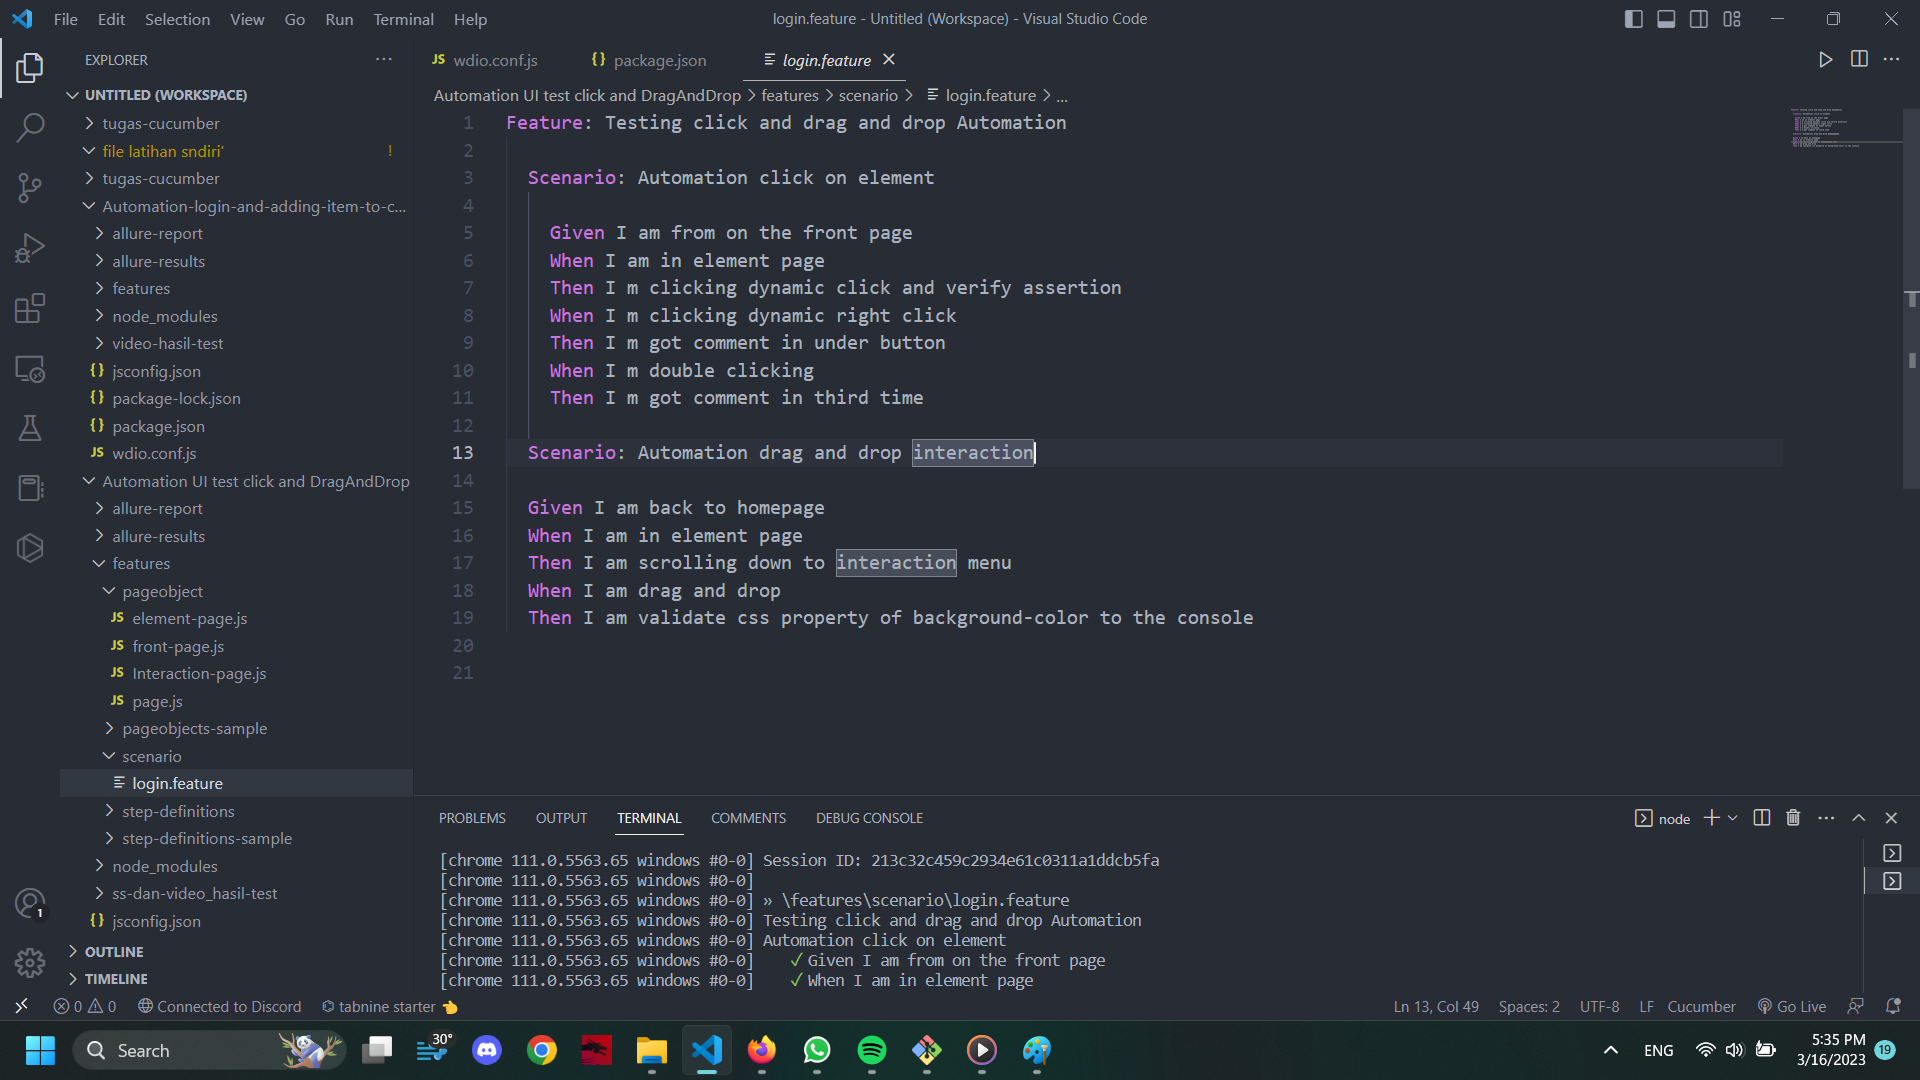 File Edit Selection View Go Run Terminal Help
login.feature - Untitled (Workspace) - Visual Studio Code
EXPLORER
UNTITLED (WORKSPACE)
tugas-cucumber
file latihan sndiri' !
tugas-cucumber
Automation-login-and-adding-item-to-c...
allure-report
allure-results
features
node_modules
video-hasil-test
{} jsconfig.json
{} package-lock.json
{} package.json
JS wdio.conf.js
Automation UI test click and DragAndDrop
allure-report
allure-results
features
pageobject
JS element-page.js
JS front-page.js
JS Interaction-page.js
JS page.js
pageobjects-sample
scenario
login.feature
step-definitions
step-definitions-sample
node_modules
ss-dan-video_hasil-test
{} jsconfig.json
OUTLINE
TIMELINE
1
JS wdio.conf.js
{} package.json
login.feature
Automation UI test click and DragAndDrop > features > scenario > login.feature > ...
1 Feature: Testing click and drag and drop Automation
2
3 Scenario: Automation click on element
4
5 Given I am from on the front page
6 When I am in element page
7 Then I m clicking dynamic click and verify assertion
8 When I m clicking dynamic right click
9 Then I m got comment in under button
10 When I m double clicking
11 Then I m got comment in third time
12
13 Scenario: Automation drag and drop interaction
14
15 Given I am back to homepage
16 When I am in element page
17 Then I am scrolling down to interaction menu
18 When I am drag and drop
19 Then I am validate css property of background-color to the console
20
21
PROBLEMS OUTPUT TERMINAL COMMENTS DEBUG CONSOLE
node
[chrome 111.0.5563.65 windows #0-0] Session ID: 213c32c459c2934e61c0311a1ddcb5fa
[chrome 111.0.5563.65 windows #0-0]
[chrome 111.0.5563.65 windows #0-0] » \features\scenario\login.feature
[chrome 111.0.5563.65 windows #0-0] Testing click and drag and drop Automation
[chrome 111.0.5563.65 windows #0-0] Automation click on element
[chrome 111.0.5563.65 windows #0-0] ✓ Given I am from on the front page
[chrome 111.0.5563.65 windows #0-0] ✓ When I am in element page
0 0 Connected to Discord tabnine starter 👈
Ln 13, Col 49 Spaces: 2 UTF-8 LF Cucumber Go Live
Search
30°
ENG
5:35 PM
3/16/2023
19